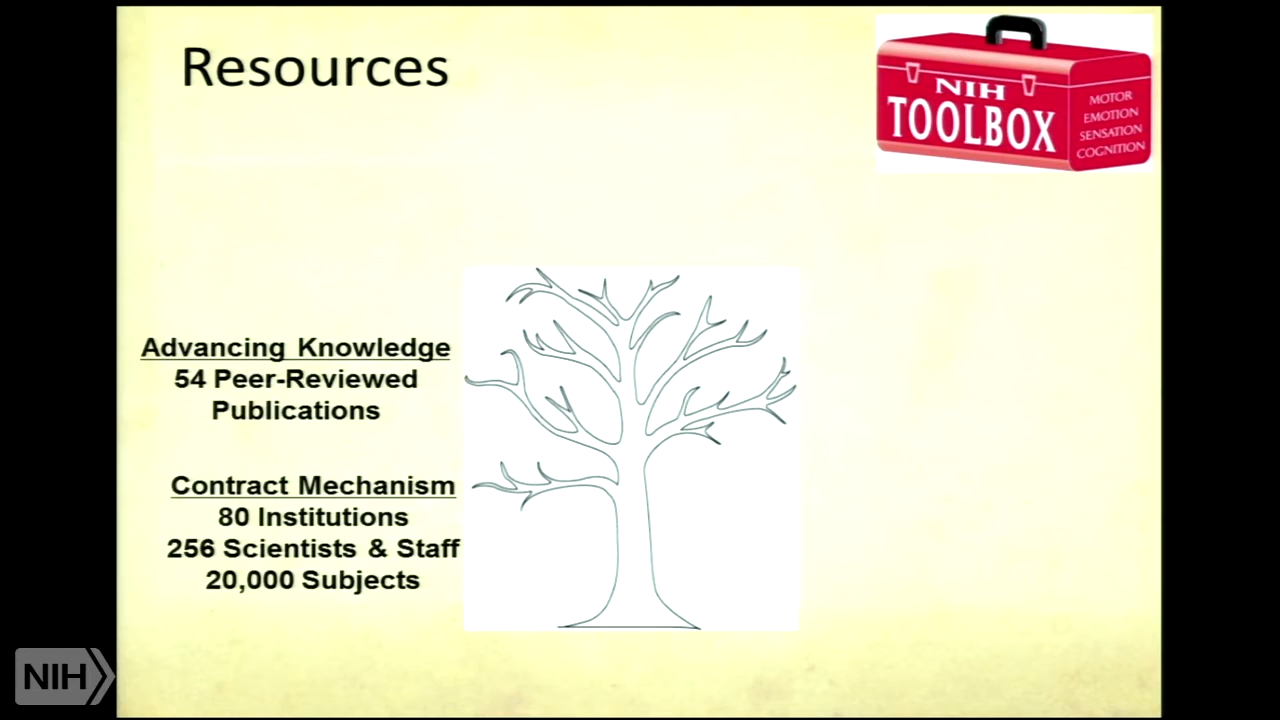 Resources
NIH
TOOLBOX
MOTOR
EMOTION
SENSATION
COGNITION
Advancing Knowledge
54 Peer-Reviewed
Publications
Contract Mechanism
80 Institutions
256 Scientists & Staff
20,000 Subjects
NIH